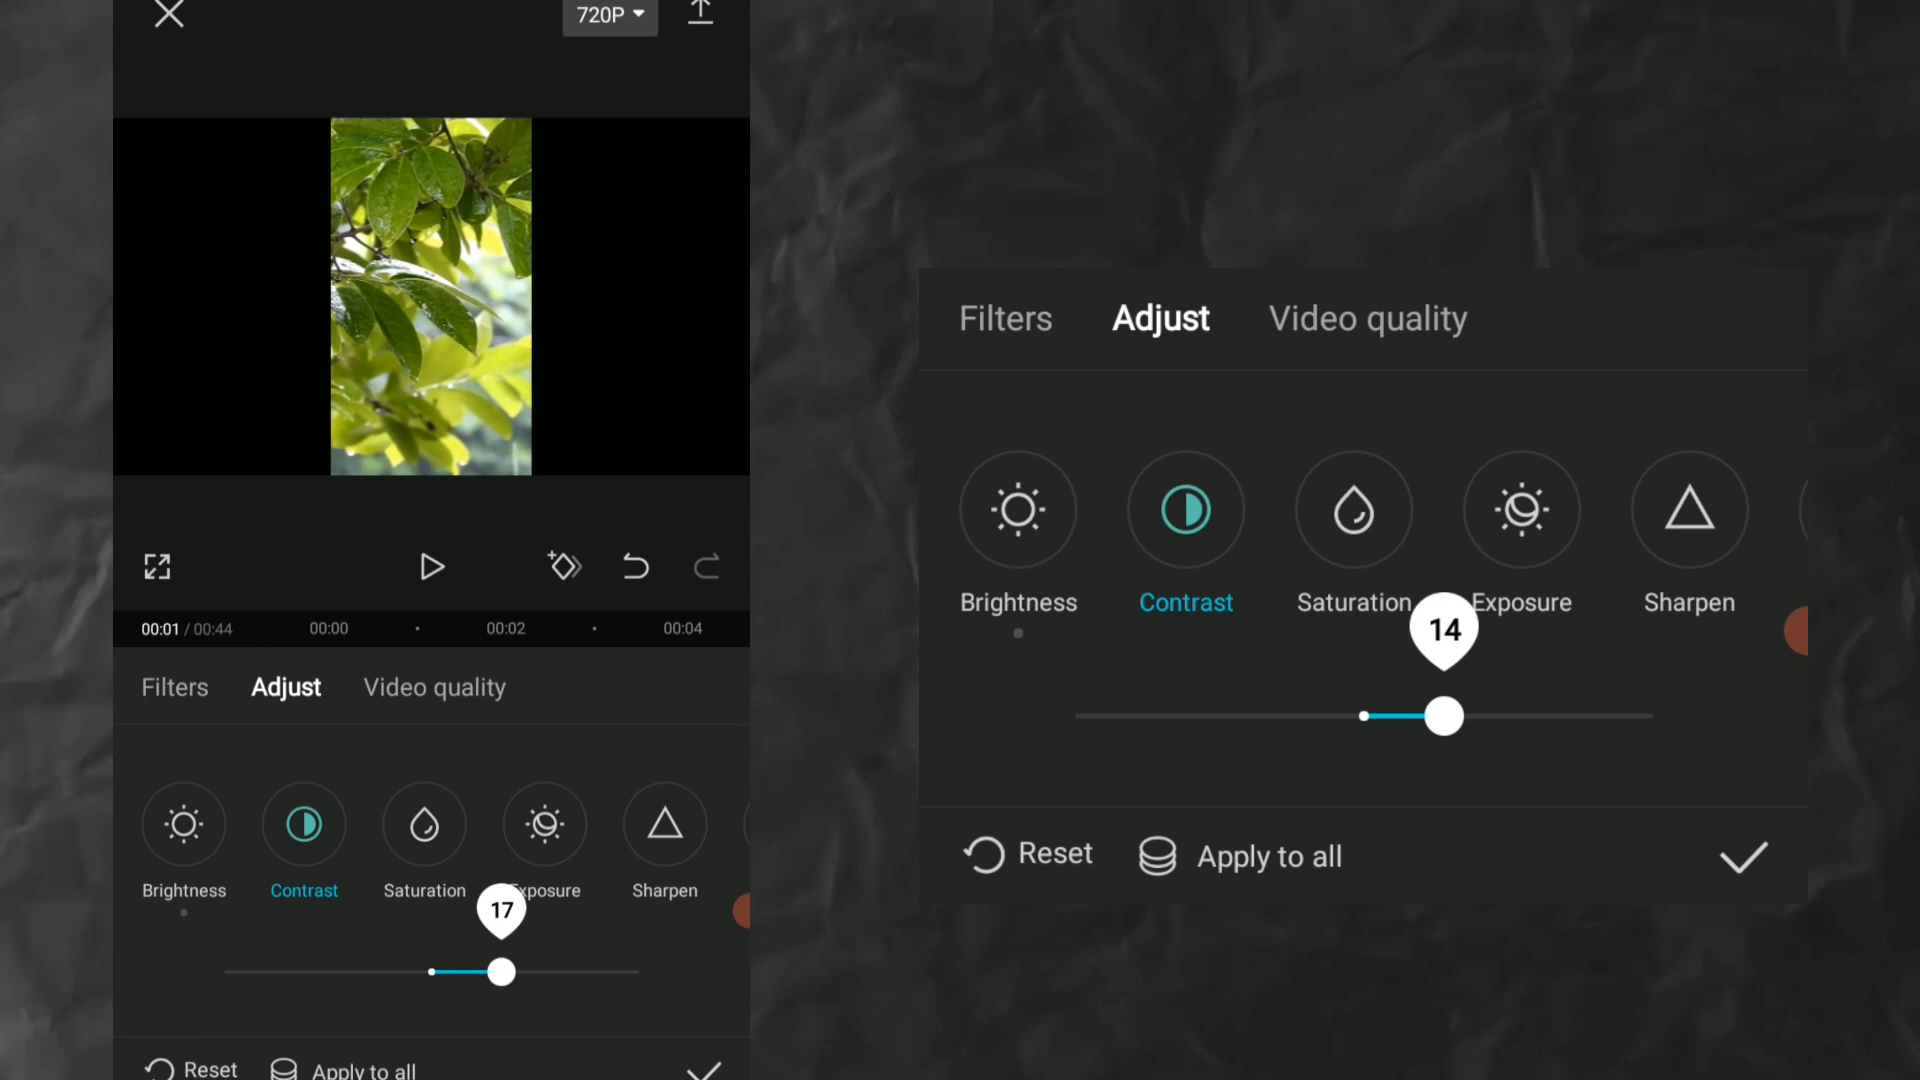 720P
00:01 / 00:44 00:00 00:02 00:04
Filters Adjust Video quality
Brightness Contrast Saturation Exposure Sharpen
17
Reset Apply to all
Filters Adjust Video quality
Brightness Contrast Saturation Exposure Sharpen
14
Reset Apply to all